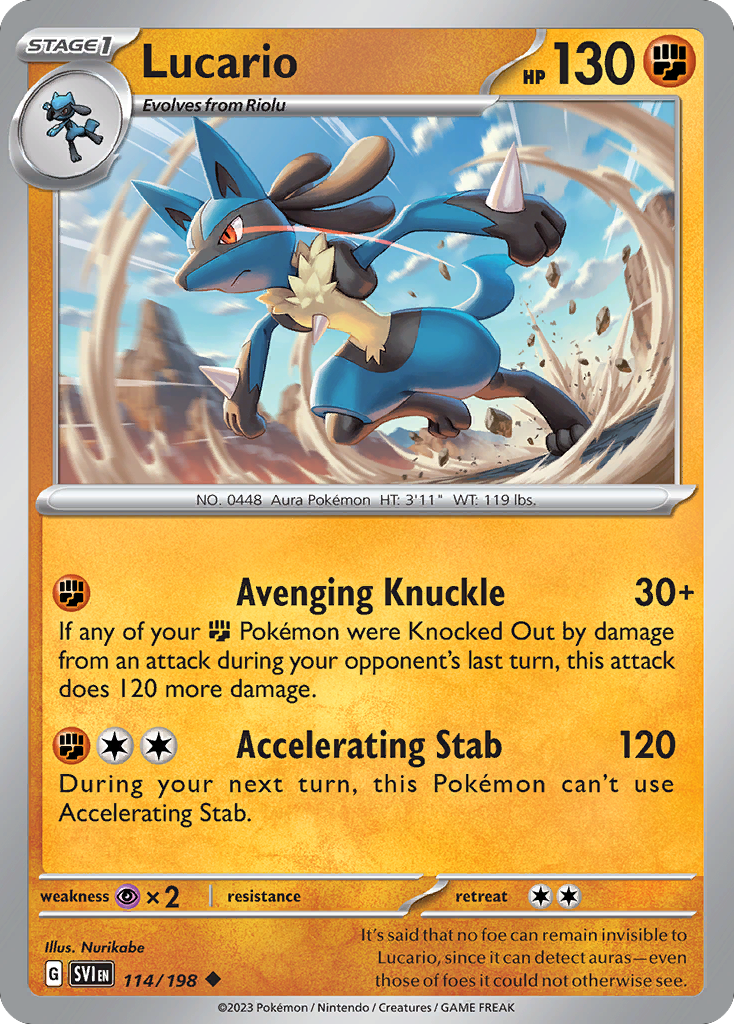 STAGE 1
Lucario
HP 130
Evolves from Riolu
NO. 0448 Aura Pokémon HT: 3'11" WT: 119 lbs.
Avenging Knuckle 30+
If any of your Pokémon were Knocked Out by damage
from an attack during your opponent's last turn, this attack
does 120 more damage.
Accelerating Stab 120
During your next turn, this Pokémon can't use
Accelerating Stab.
weakness ×2 resistance retreat
Illus. Nurikabe
G SVI EN 114/198
It's said that no foe can remain invisible to
Lucario, since it can detect auras—even
those of foes it could not otherwise see.
©2023 Pokémon / Nintendo / Creatures / GAME FREAK